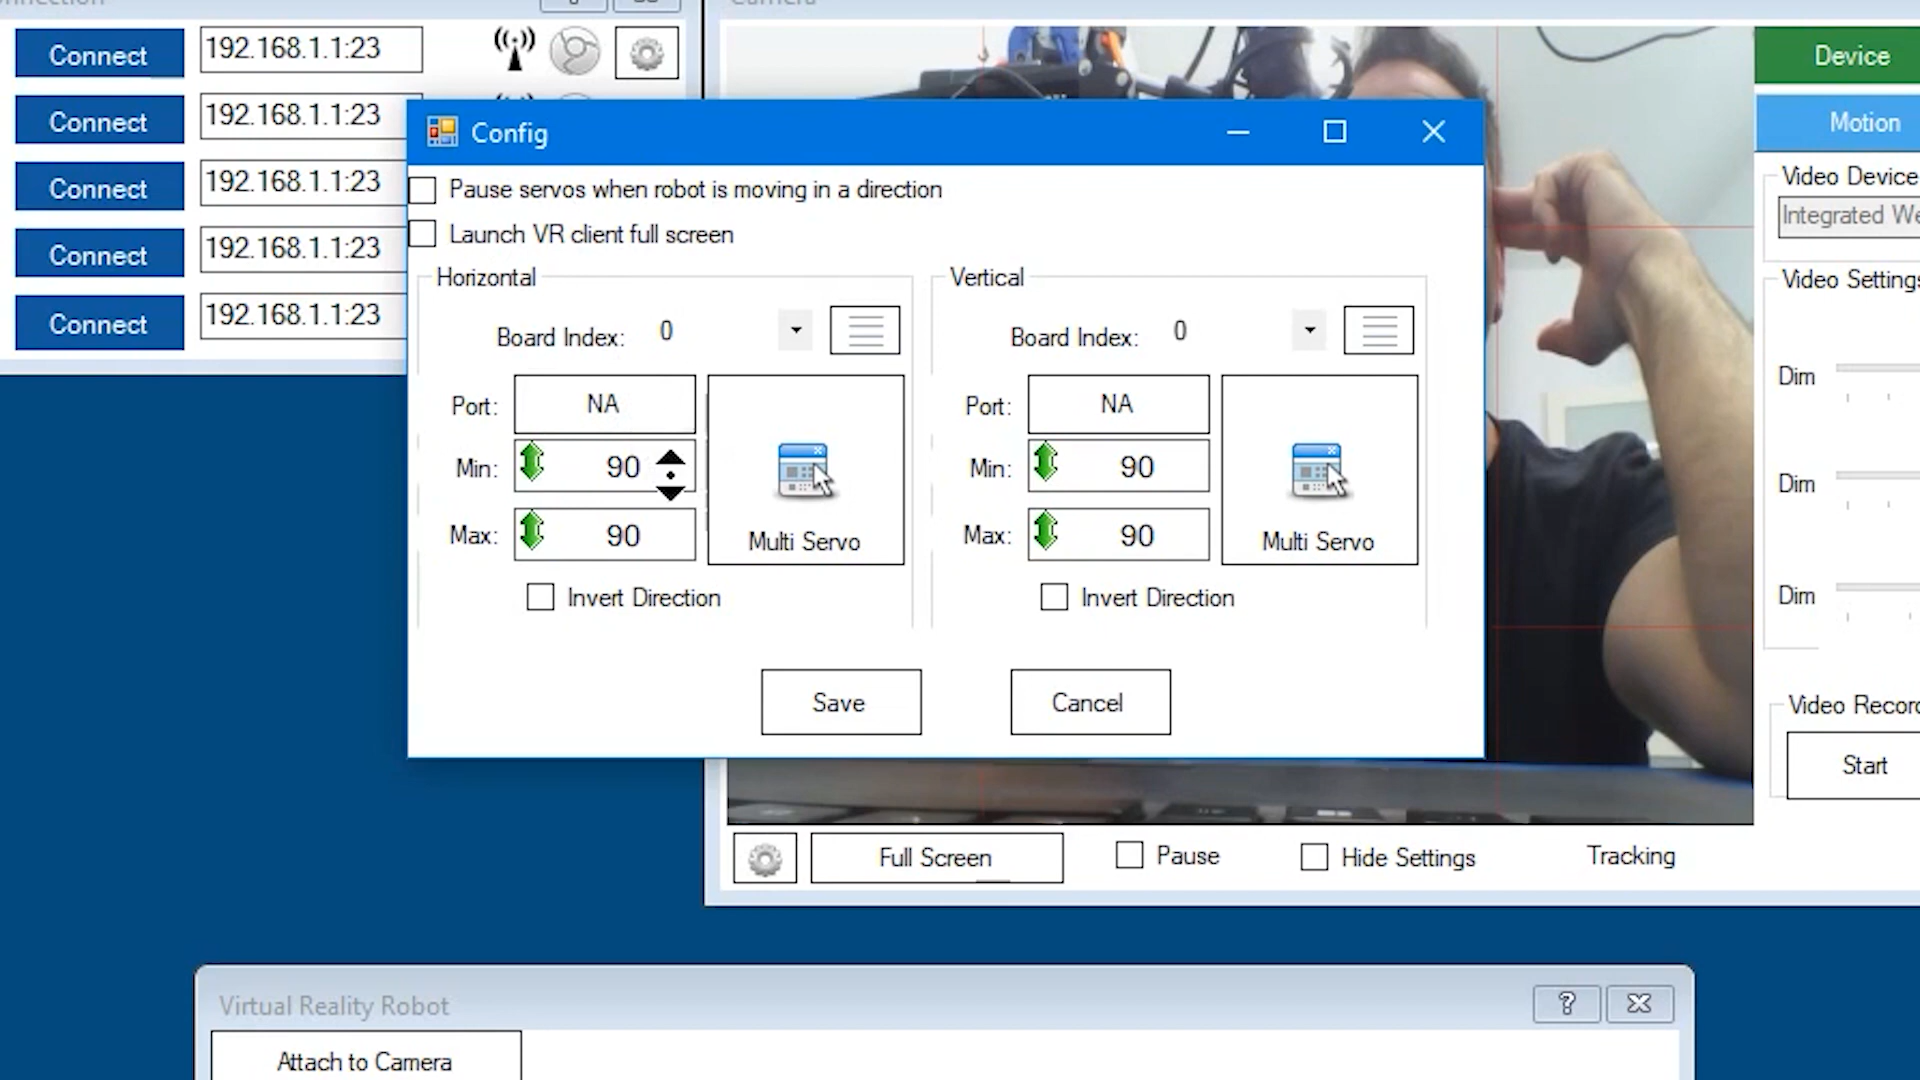 Connect 192.168.1.1:23
Connect 192.168.1.1:23
Connect 192.168.1.1:23
Connect 192.168.1.1:23
Connect 192.168.1.1:23
Config
Pause servos when robot is moving in a direction
Launch VR client full screen
Horizontal
Board Index: 0
Port: NA
Min: 90
Max: 90
Multi Servo
Invert Direction
Vertical
Board Index: 0
Port: NA
Min: 90
Max: 90
Multi Servo
Invert Direction
Save Cancel
Device
Motion
Video Device
Integrated We
Video Settings
Dim
Dim
Dim
Video Recor
Start
Full Screen Pause Hide Settings Tracking
Virtual Reality Robot
Attach to Camera